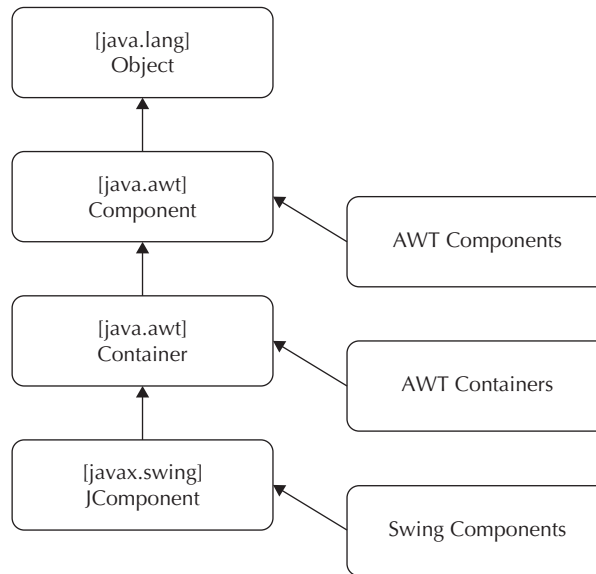 [java.lang]
Object
[java.awt]
Component
AWT Components
[java.awt]
Container
AWT Containers
[javax.swing]
JComponent
Swing Components